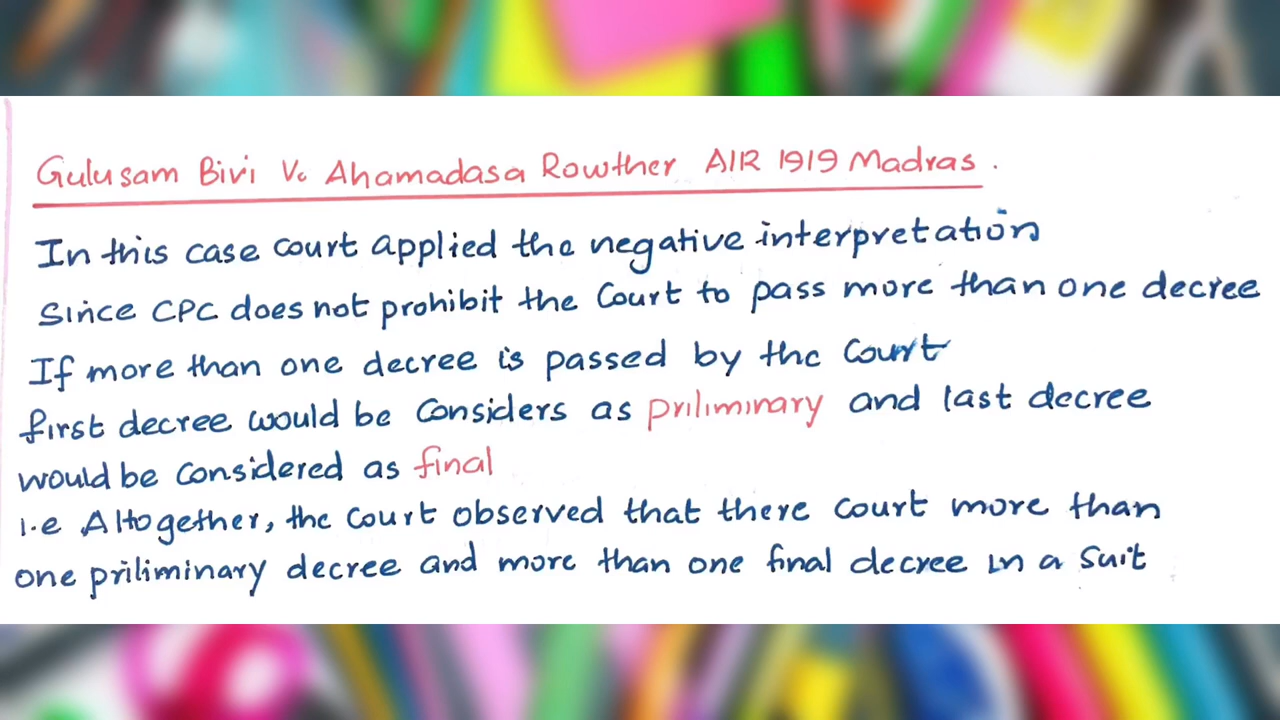 Gulusam Bivi Vs Ahamadasa Rowther AIR 1919 Madras.
In this case court applied the negative interpretation
Since CPC does not prohibit the Court to pass more than one decree
If more than one decree is passed by the Court
first decree would be Considers as priliminary and last decree
would be considered as final
i.e Altogether, the Court observed that there Court more than
one priliminary decree and more than one final decree in a Suit